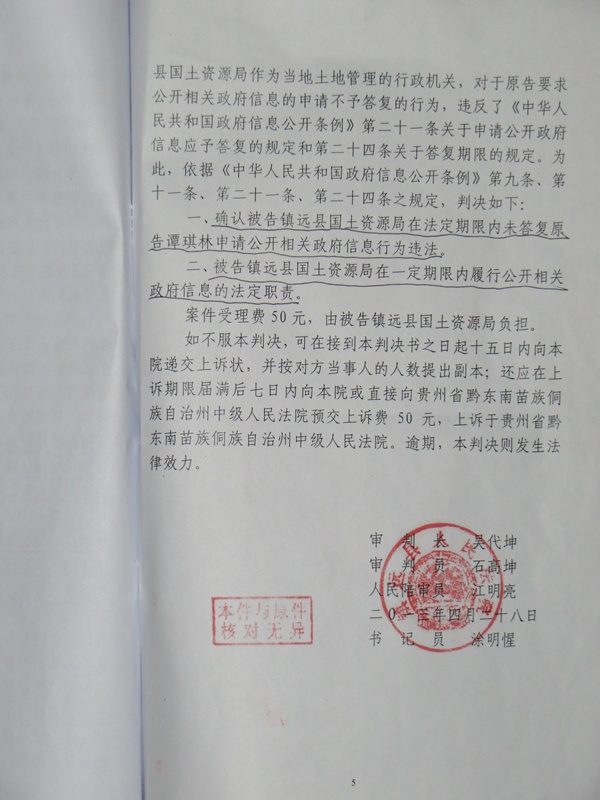 县国土资源局作为当地土地管理的行政机关，对于原告要求
公开相关政府信息的申请不予答复的行为，违反了《中华人
民共和国政府信息公开条例》第二十一条关于申请公开政府
信息应予答复的规定和第二十四条关于答复期限的规定。为
此，依据《中华人民共和国政府信息公开条例》第九条、第
十一条、第二十一条、第二十四条之规定，判决如下：
一、确认被告镇远县国土资源局在法定期限内未答复原
告谭琪林申请公开相关政府信息行为违法。
二、被告镇远县国土资源局在一定期限内履行公开相关
政府信息的法定职责。
案件受理费 50 元，由被告镇远县国土资源局负担。
如不服本判决，可在接到本判决书之日起十五日内向本
院递交上诉状，并按对方当事人的人数提出副本；还应在上
诉期限届满后七日内向本院或直接向贵州省黔东南苗族侗
族自治州中级人民法院预交上诉费 50 元，上诉于贵州省黔
东南苗族侗族自治州中级人民法院。逾期，本判决则发生法
律效力。
审 判 长 吴代坤
审 判 员 石高坤
人民陪审员 江明亮
二〇一三年四月二十八日
书 记 员 涂明惺
本件与原件
核对无异
5